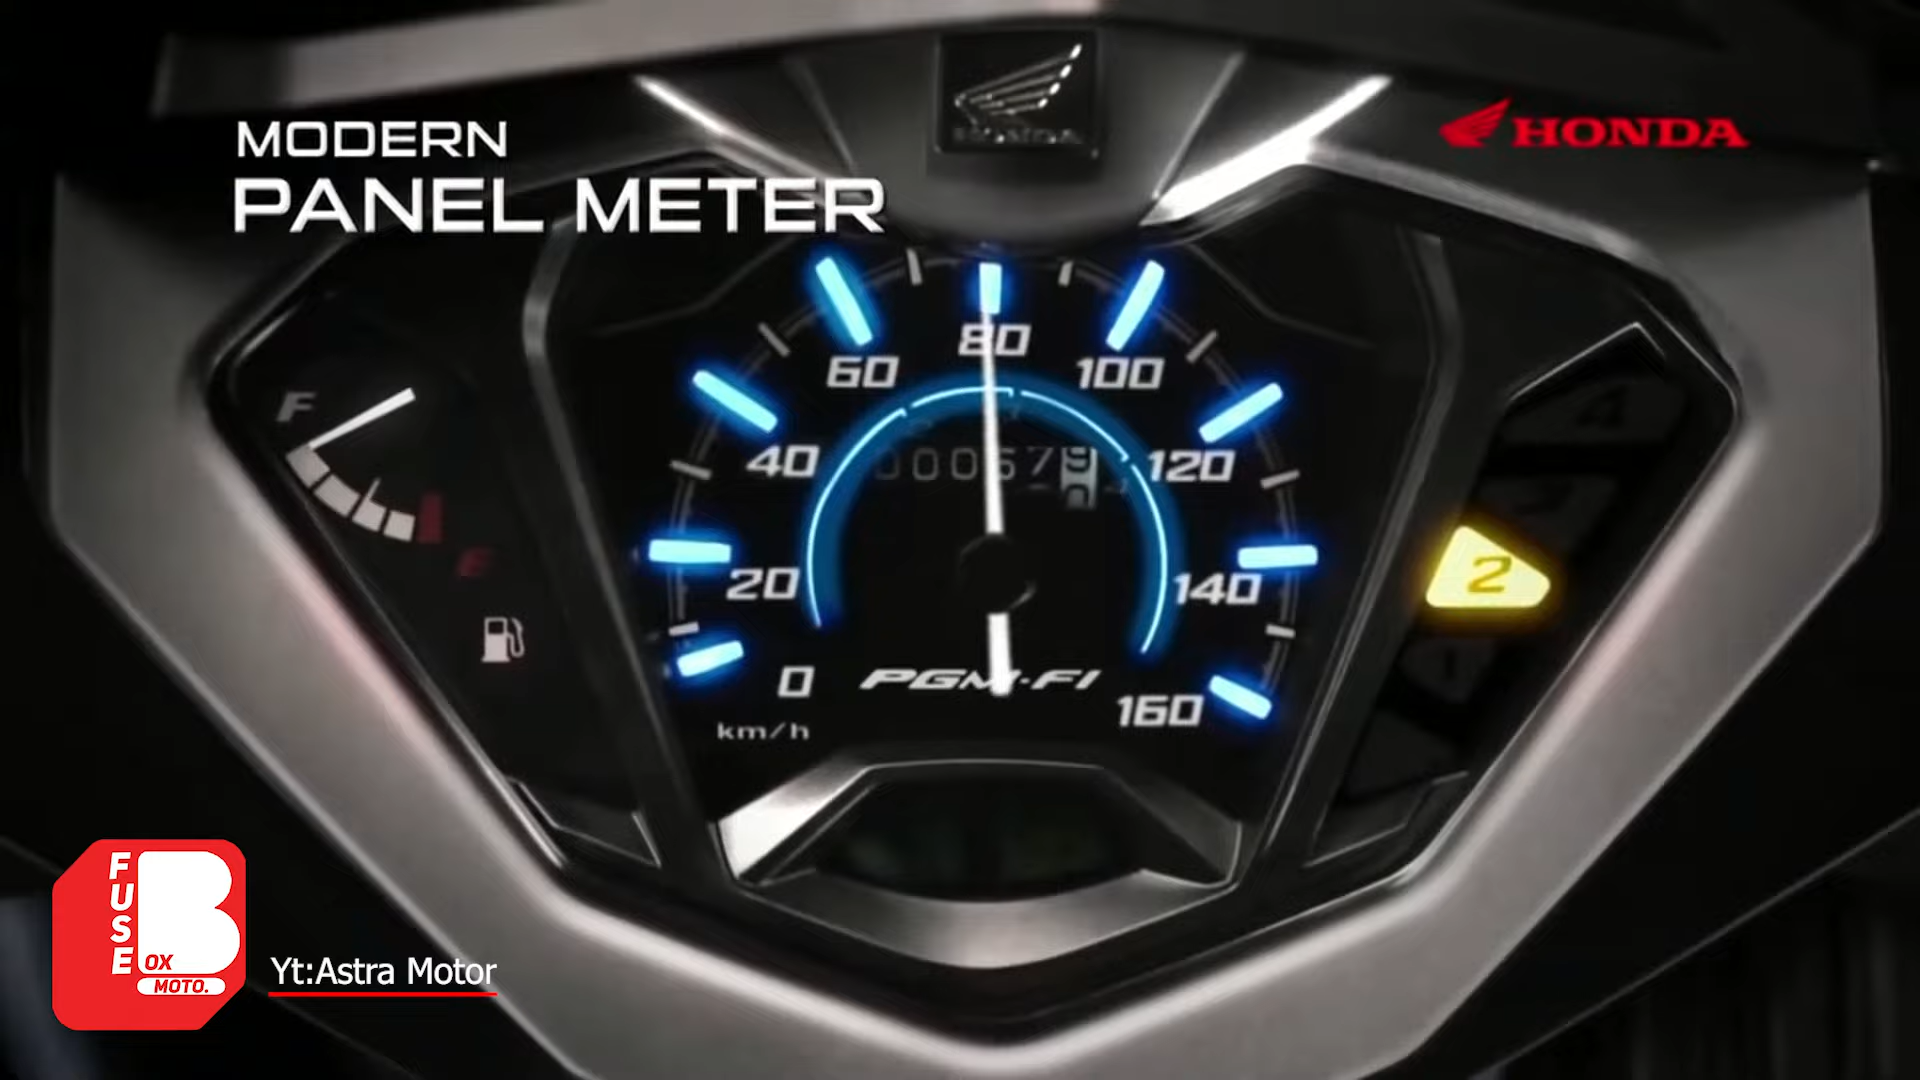 MODERN
PANEL METER
HONDA
60
80
100
40
120
20
140
0
160
km/h
PGM-FI
F
E
2
FUSE
BOX
MOTO.
Yt:Astra Motor